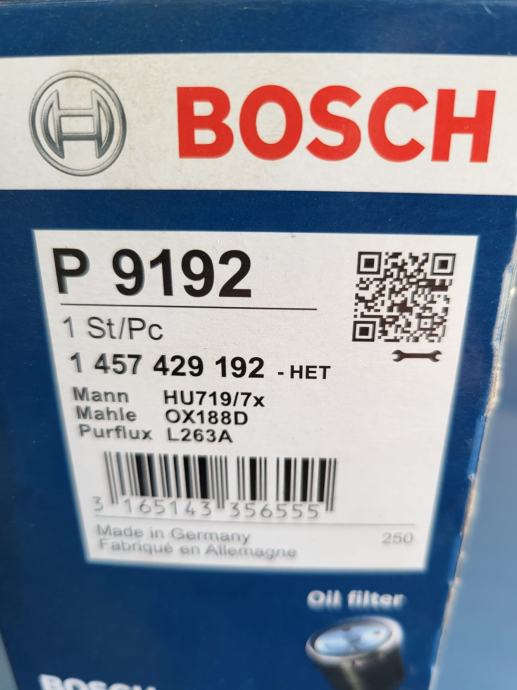 BOSCH
P 9192
1 St/Pc
1 457 429 192 - HET
Mann HU719/7x
Mahle OX188D
Purflux L263A
3 165143 356555
Made in Germany
Fabriqué en Allemagne
250
Oil filter
BOSCH